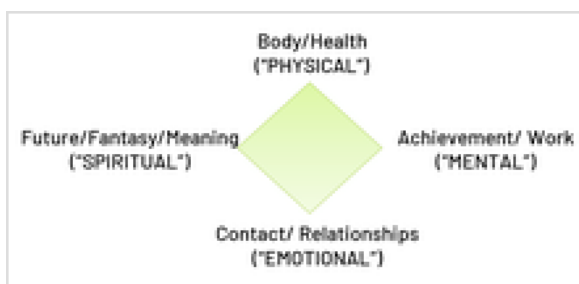 Body/Health
("PHYSICAL")
Future/Fantasy/Meaning
("SPIRITUAL")
Achievement/ Work
("MENTAL")
Contact/ Relationships
("EMOTIONAL")